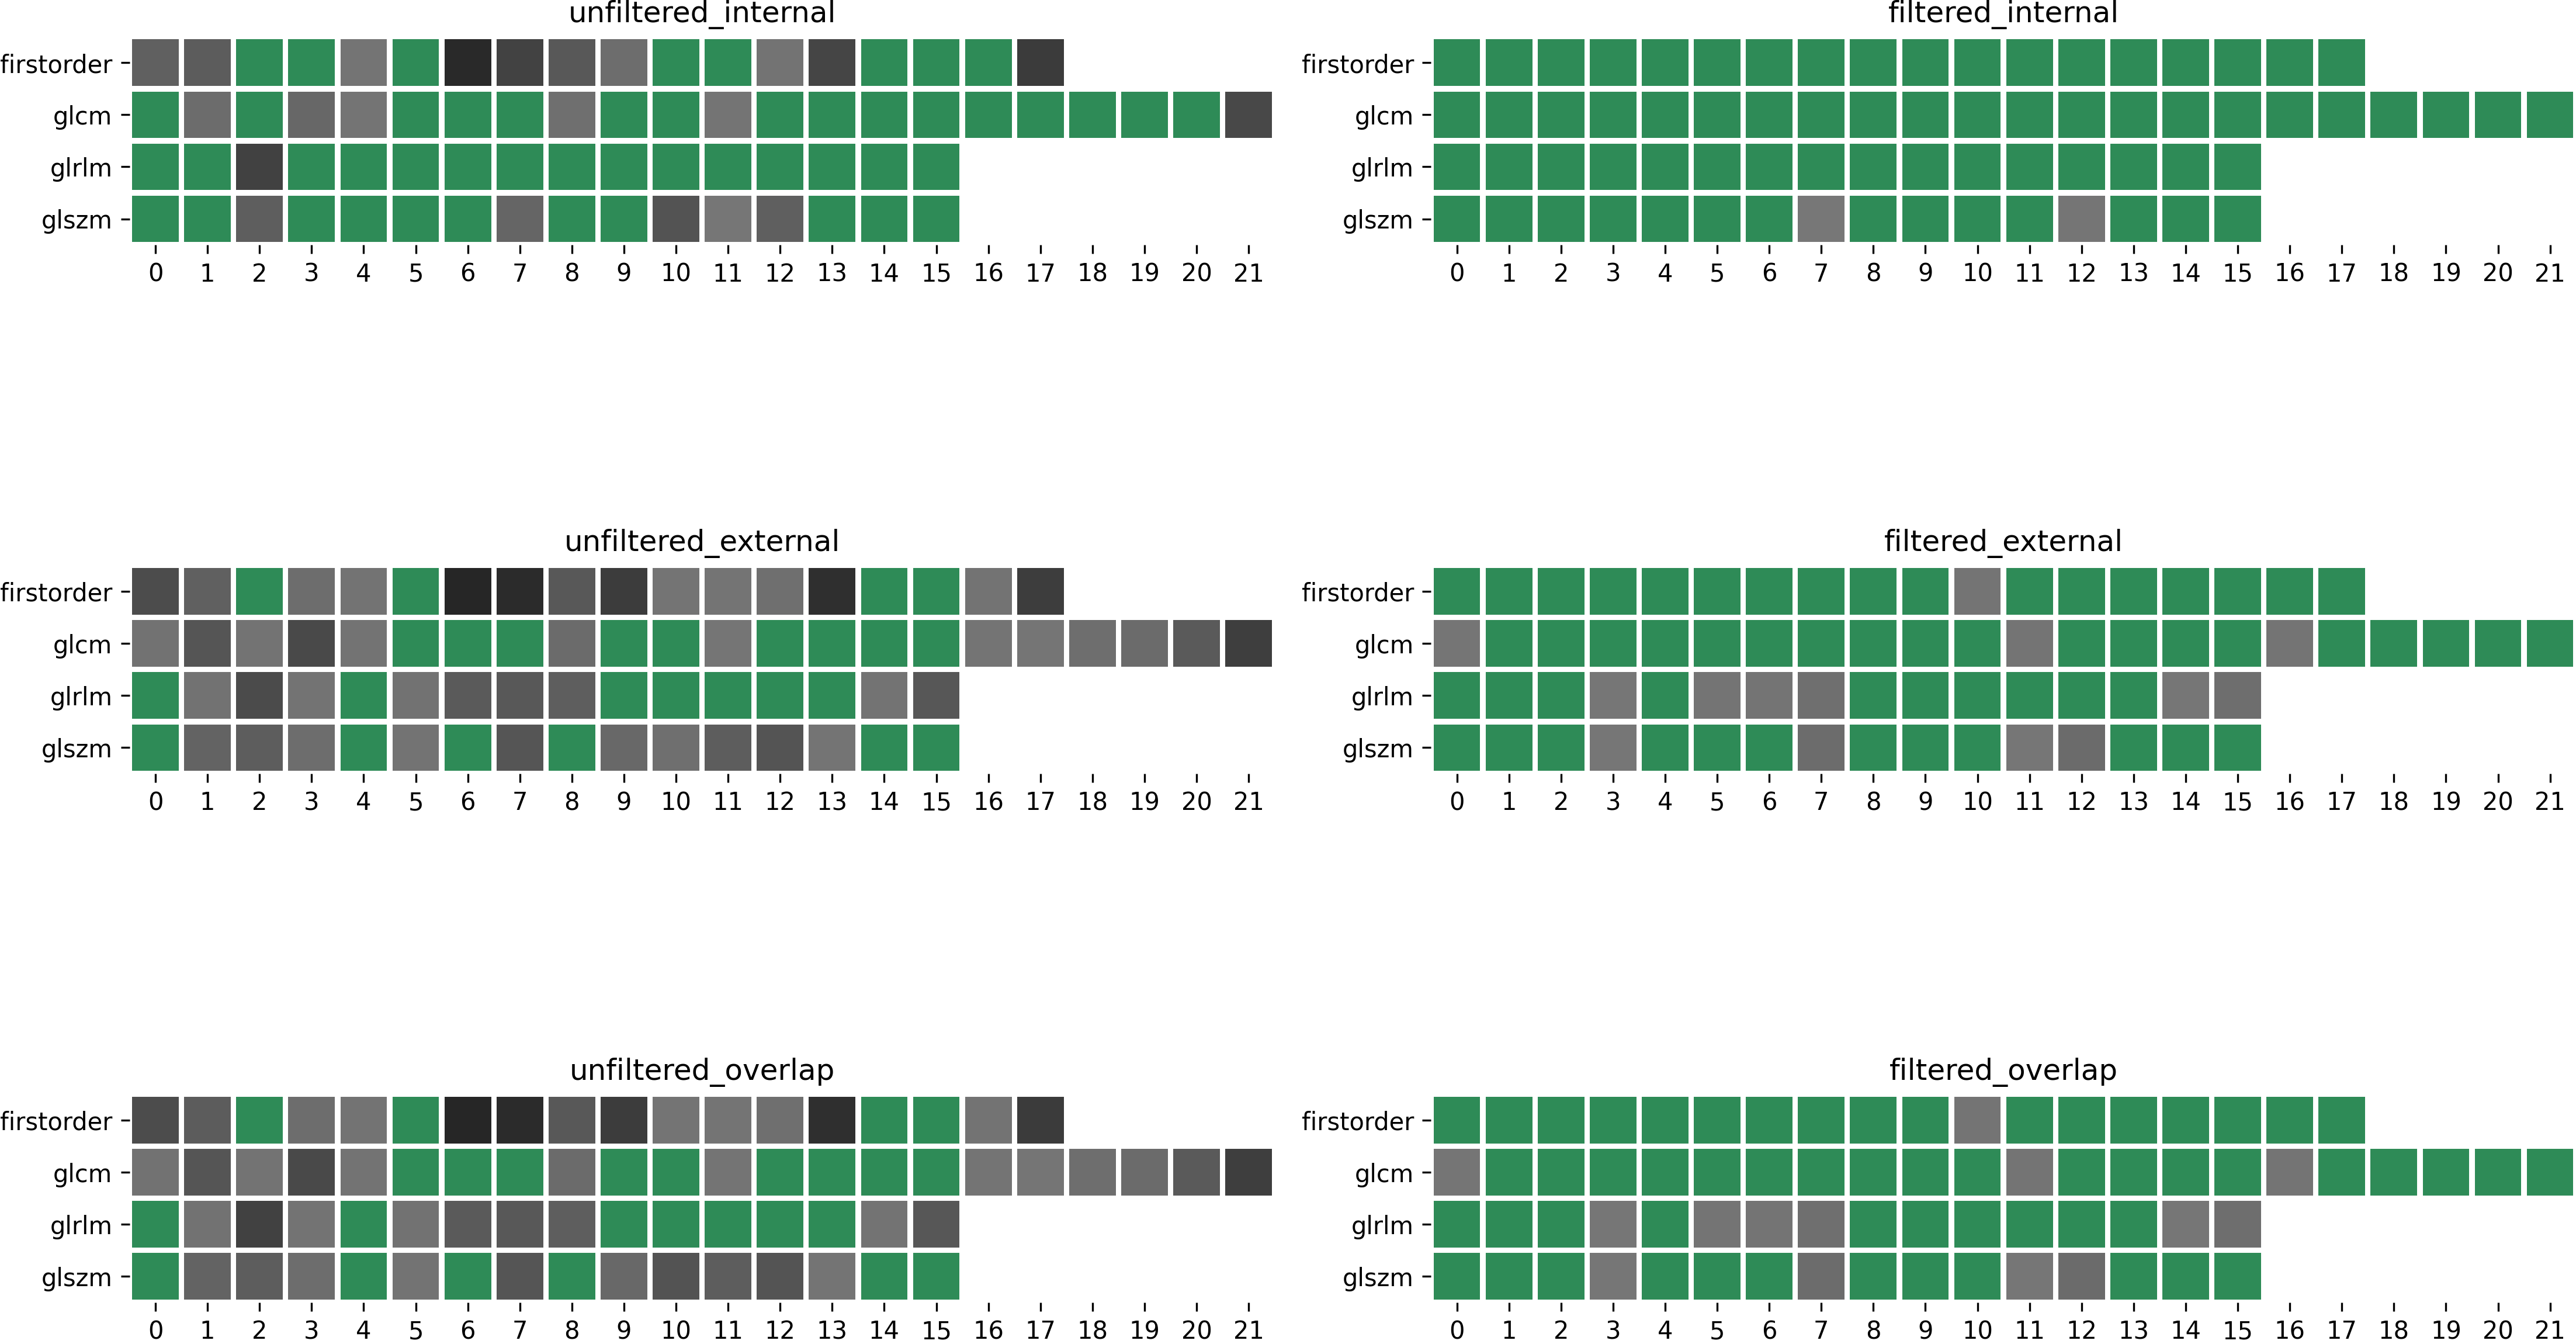 unfiltered_internal
firstorder
glcm
glrlm
glszm
0 1 2 3 4 5 6 7 8 9 10 11 12 13 14 15 16 17 18 19 20 21
filtered_internal
firstorder
glcm
glrlm
glszm
0 1 2 3 4 5 6 7 8 9 10 11 12 13 14 15 16 17 18 19 20 21
unfiltered_external
firstorder
glcm
glrlm
glszm
0 1 2 3 4 5 6 7 8 9 10 11 12 13 14 15 16 17 18 19 20 21
filtered_external
firstorder
glcm
glrlm
glszm
0 1 2 3 4 5 6 7 8 9 10 11 12 13 14 15 16 17 18 19 20 21
unfiltered_overlap
firstorder
glcm
glrlm
glszm
0 1 2 3 4 5 6 7 8 9 10 11 12 13 14 15 16 17 18 19 20 21
filtered_overlap
firstorder
glcm
glrlm
glszm
0 1 2 3 4 5 6 7 8 9 10 11 12 13 14 15 16 17 18 19 20 21